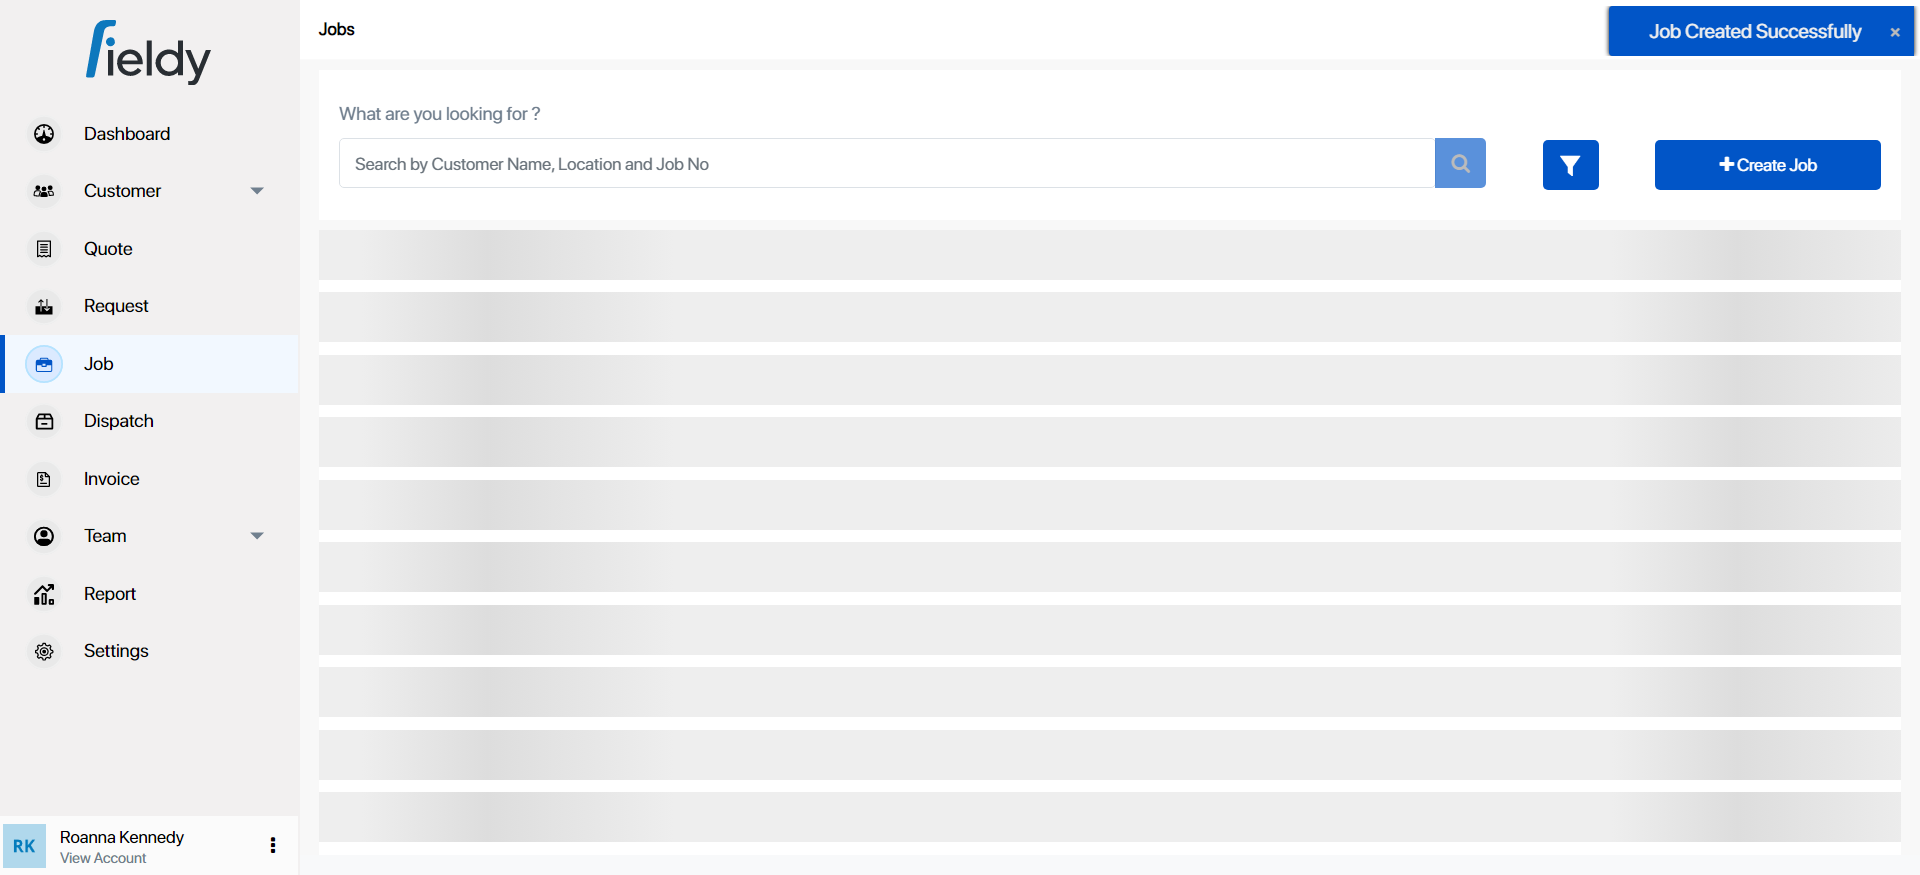 fieldy
Dashboard
Customer
Quote
Request
Job
Dispatch
Invoice
Team
Report
Settings
RK
Roanna Kennedy
View Account
Jobs
Job Created Successfully ×
What are you looking for ?
Search by Customer Name, Location and Job No
Create Job